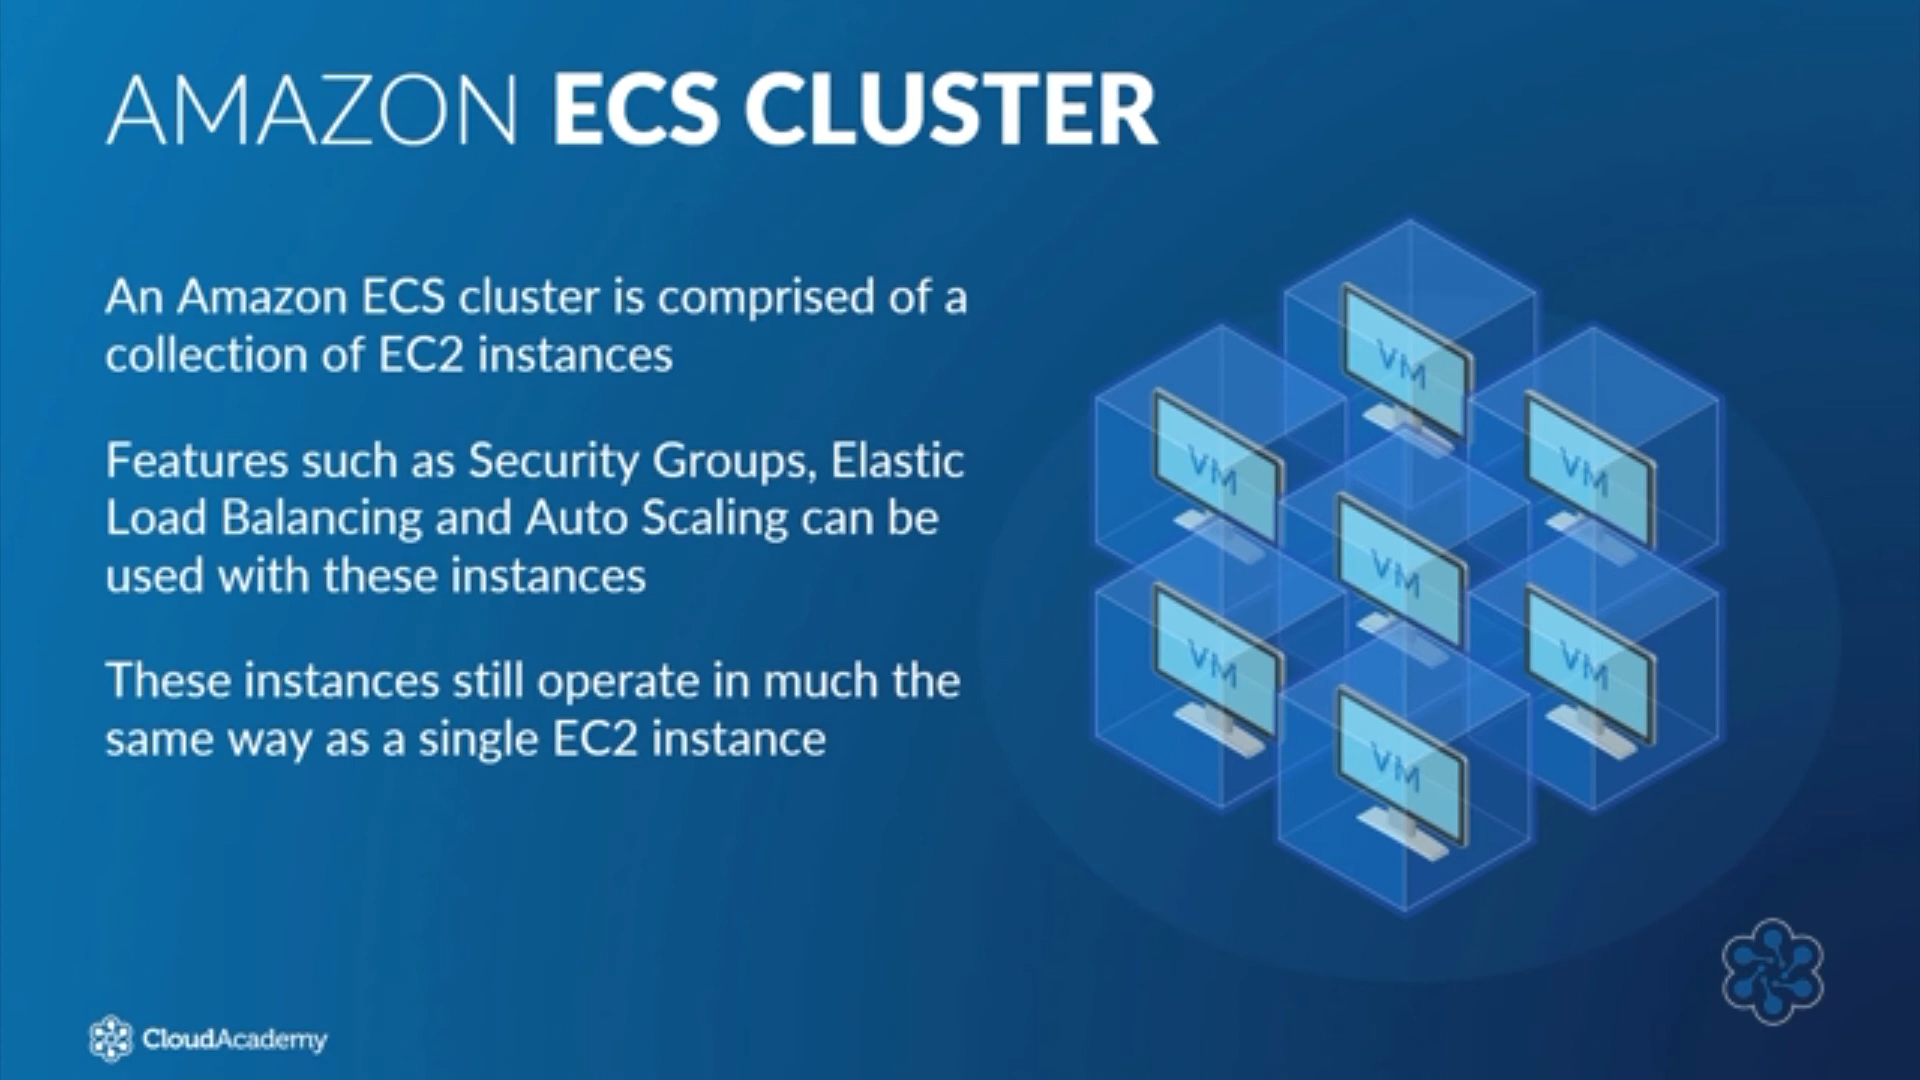 AMAZON ECS CLUSTER
An Amazon ECS cluster is comprised of a
collection of EC2 instances
Features such as Security Groups, Elastic
Load Balancing and Auto Scaling can be
used with these instances
These instances still operate in much the
same way as a single EC2 instance
VM
VM
VM
VM
VM
VM
VM
CloudAcademy